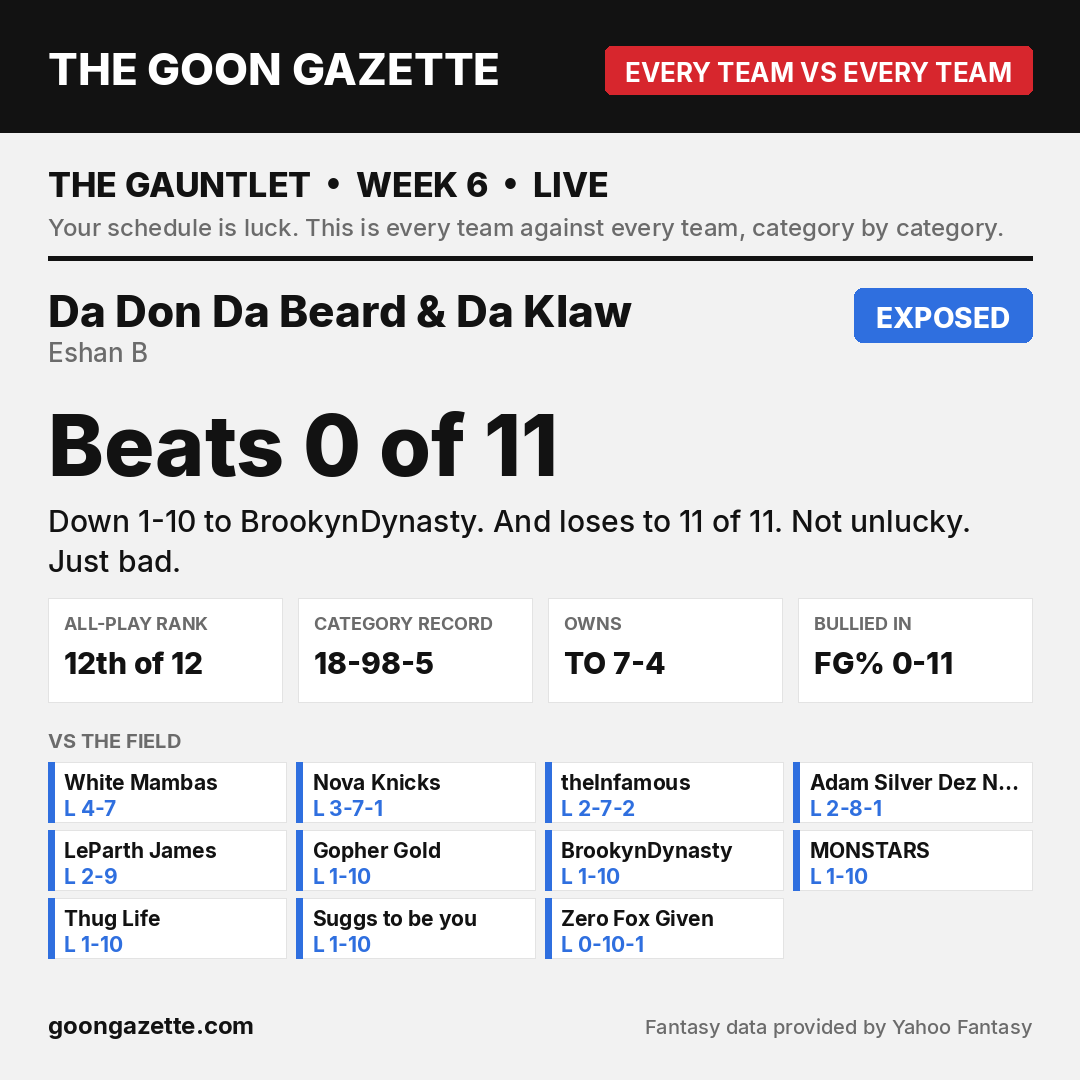 THE GOON GAZETTE
EVERY TEAM VS EVERY TEAM
THE GAUNTLET • WEEK 6 • LIVE
Your schedule is luck. This is every team against every team, category by category.
Da Don Da Beard & Da Klaw
EXPOSED
Eshan B
Beats 0 of 11
Down 1-10 to BrookynDynasty. And loses to 11 of 11. Not unlucky.
Just bad.
ALL-PLAY RANK
12th of 12
CATEGORY RECORD
18-98-5
OWNS
TO 7-4
BULLIED IN
FG% 0-11
VS THE FIELD
White Mambas
L 4-7
Nova Knicks
L 3-7-1
theInfamous
L 2-7-2
Adam Silver Dez N...
L 2-8-1
LeParth James
L 2-9
Gopher Gold
L 1-10
BrookynDynasty
L 1-10
MONSTARS
L 1-10
Thug Life
L 1-10
Suggs to be you
L 1-10
Zero Fox Given
L 0-10-1
goongazette.com
Fantasy data provided by Yahoo Fantasy